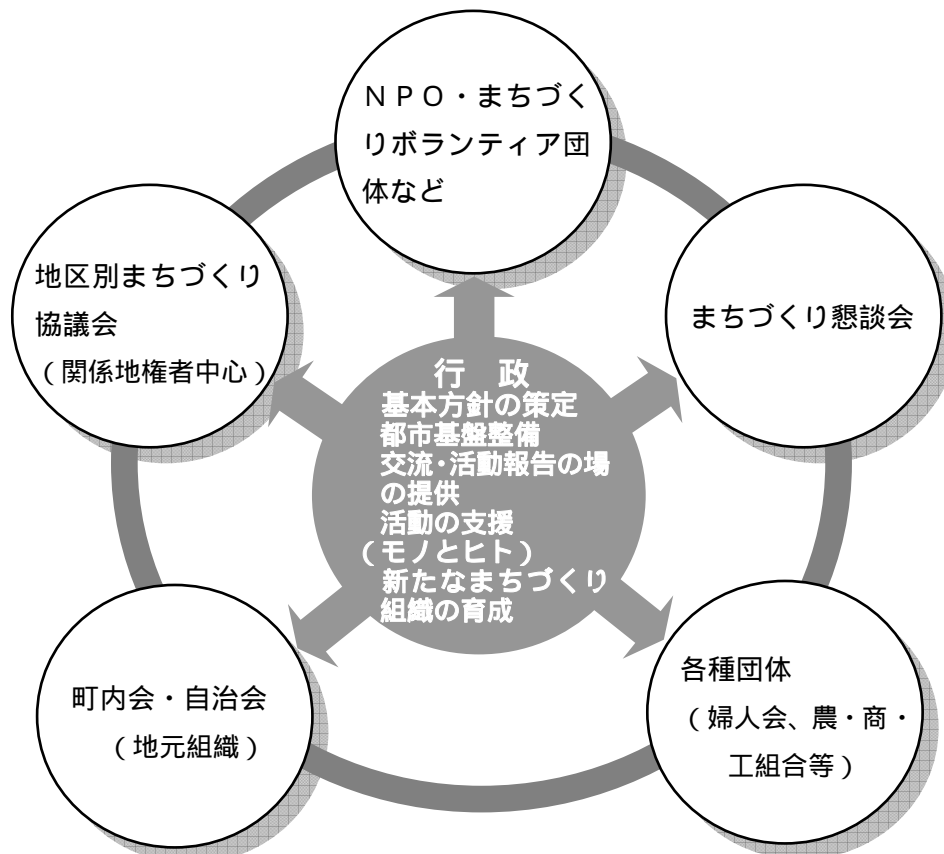 ＮＰＯ・まちづく
りボランティア団
体など
地区別まちづくり
協議会
（関係地権者中心）
まちづくり懇談会
行　政
基本方針の策定
都市基盤整備
交流・活動報告の場
の提供
活動の支援
（モノとヒト）
新たなまちづくり
組織の育成
町内会・自治会
（地元組織）
各種団体
（婦人会、農・商・
工組合等）